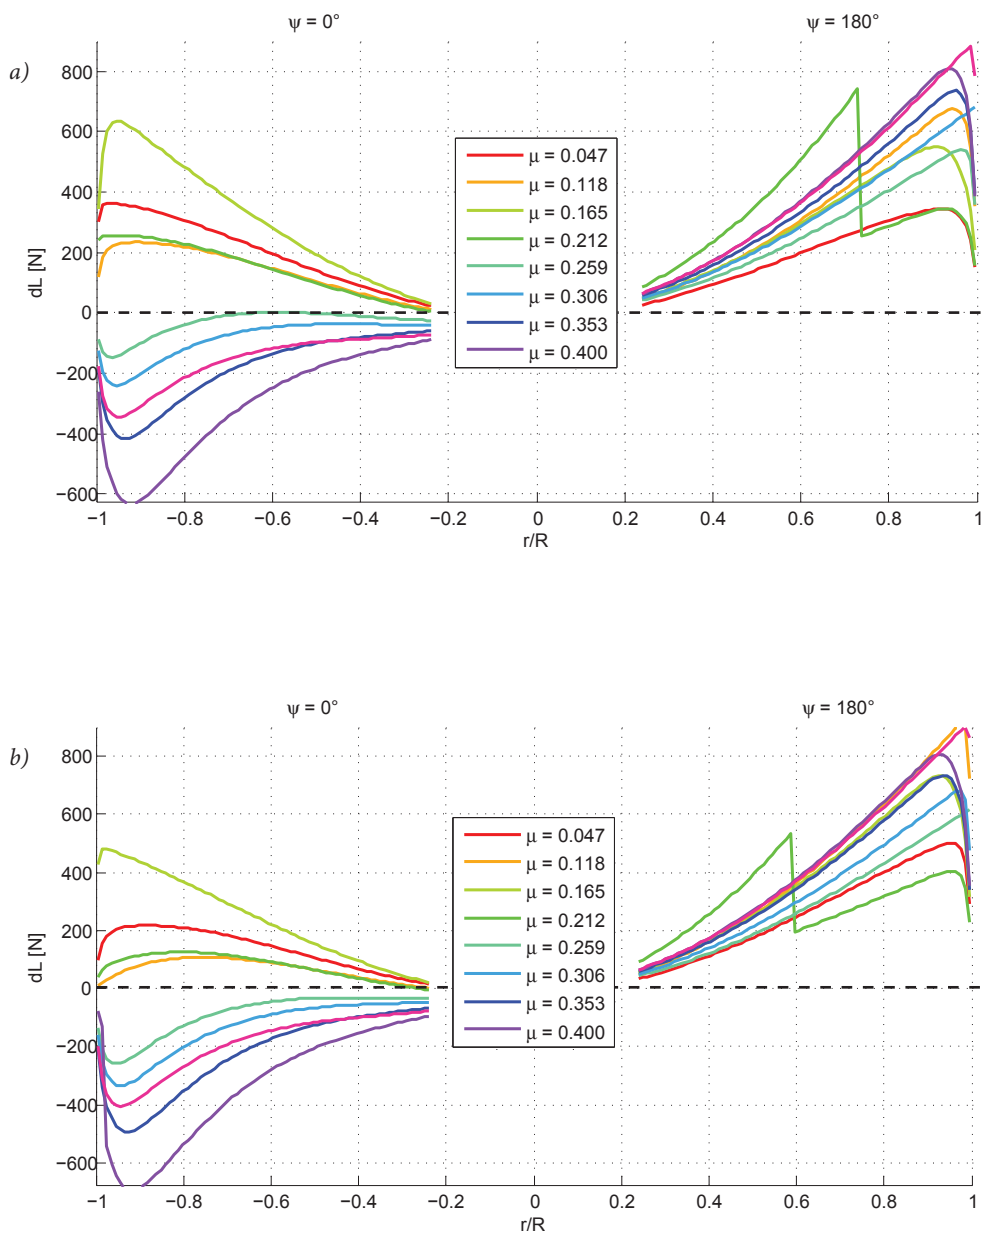 ψ = 0°
ψ = 180°
a)
800
600
400
200
0
−200
−400
−600
dL [N]
μ = 0.047
μ = 0.118
μ = 0.165
μ = 0.212
μ = 0.259
μ = 0.306
μ = 0.353
μ = 0.400
−1
−0.8
−0.6
−0.4
−0.2
0
0.2
0.4
0.6
0.8
1
r/R
ψ = 0°
ψ = 180°
b)
800
600
400
200
0
−200
−400
−600
dL [N]
μ = 0.047
μ = 0.118
μ = 0.165
μ = 0.212
μ = 0.259
μ = 0.306
μ = 0.353
μ = 0.400
−1
−0.8
−0.6
−0.4
−0.2
0
0.2
0.4
0.6
0.8
1
r/R